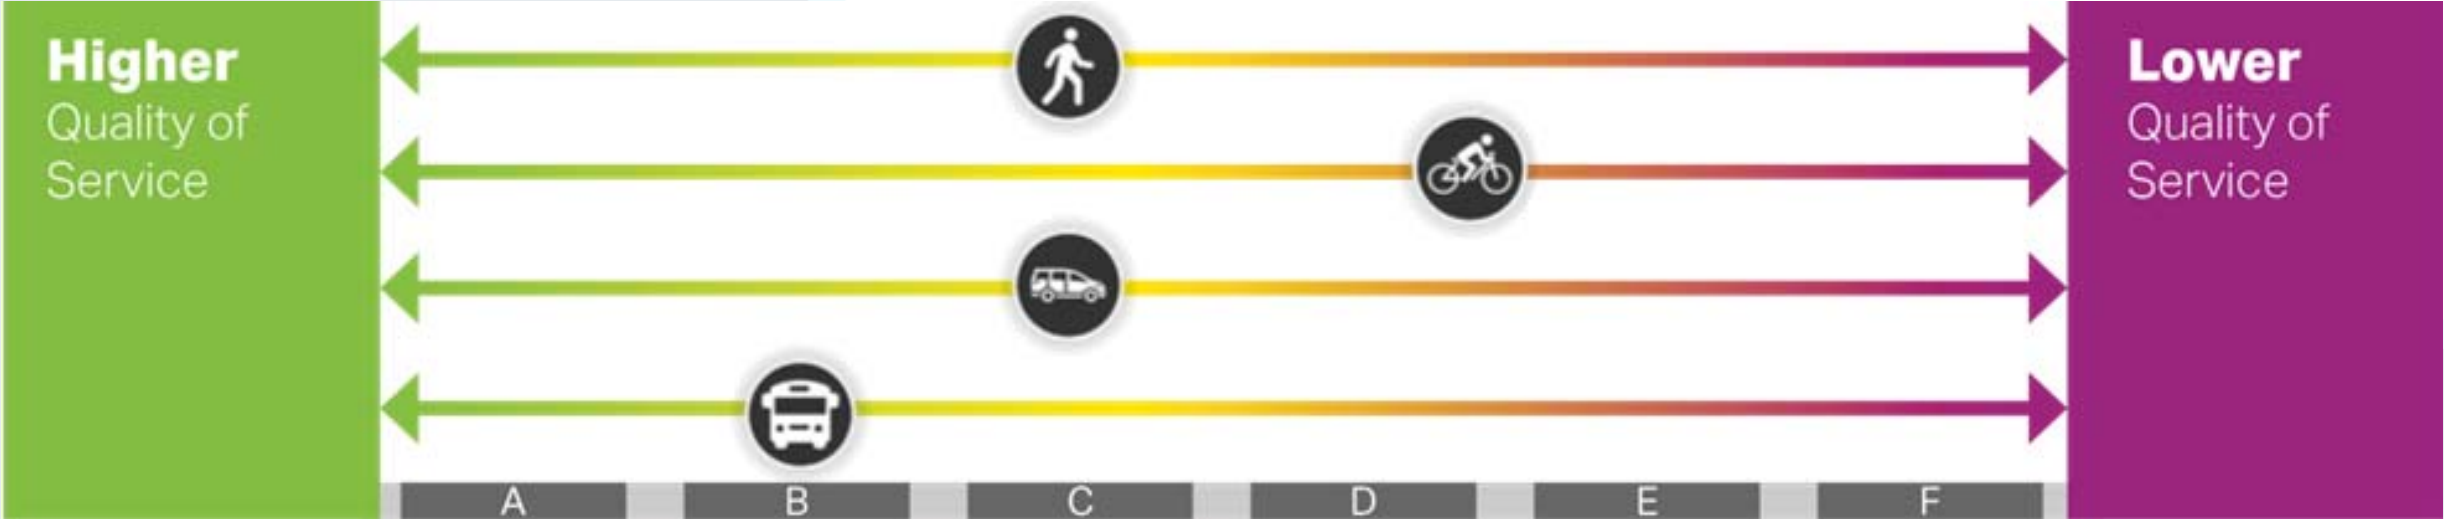 Higher
Quality of
Service
Lower
Quality of
Service
A B C D E F